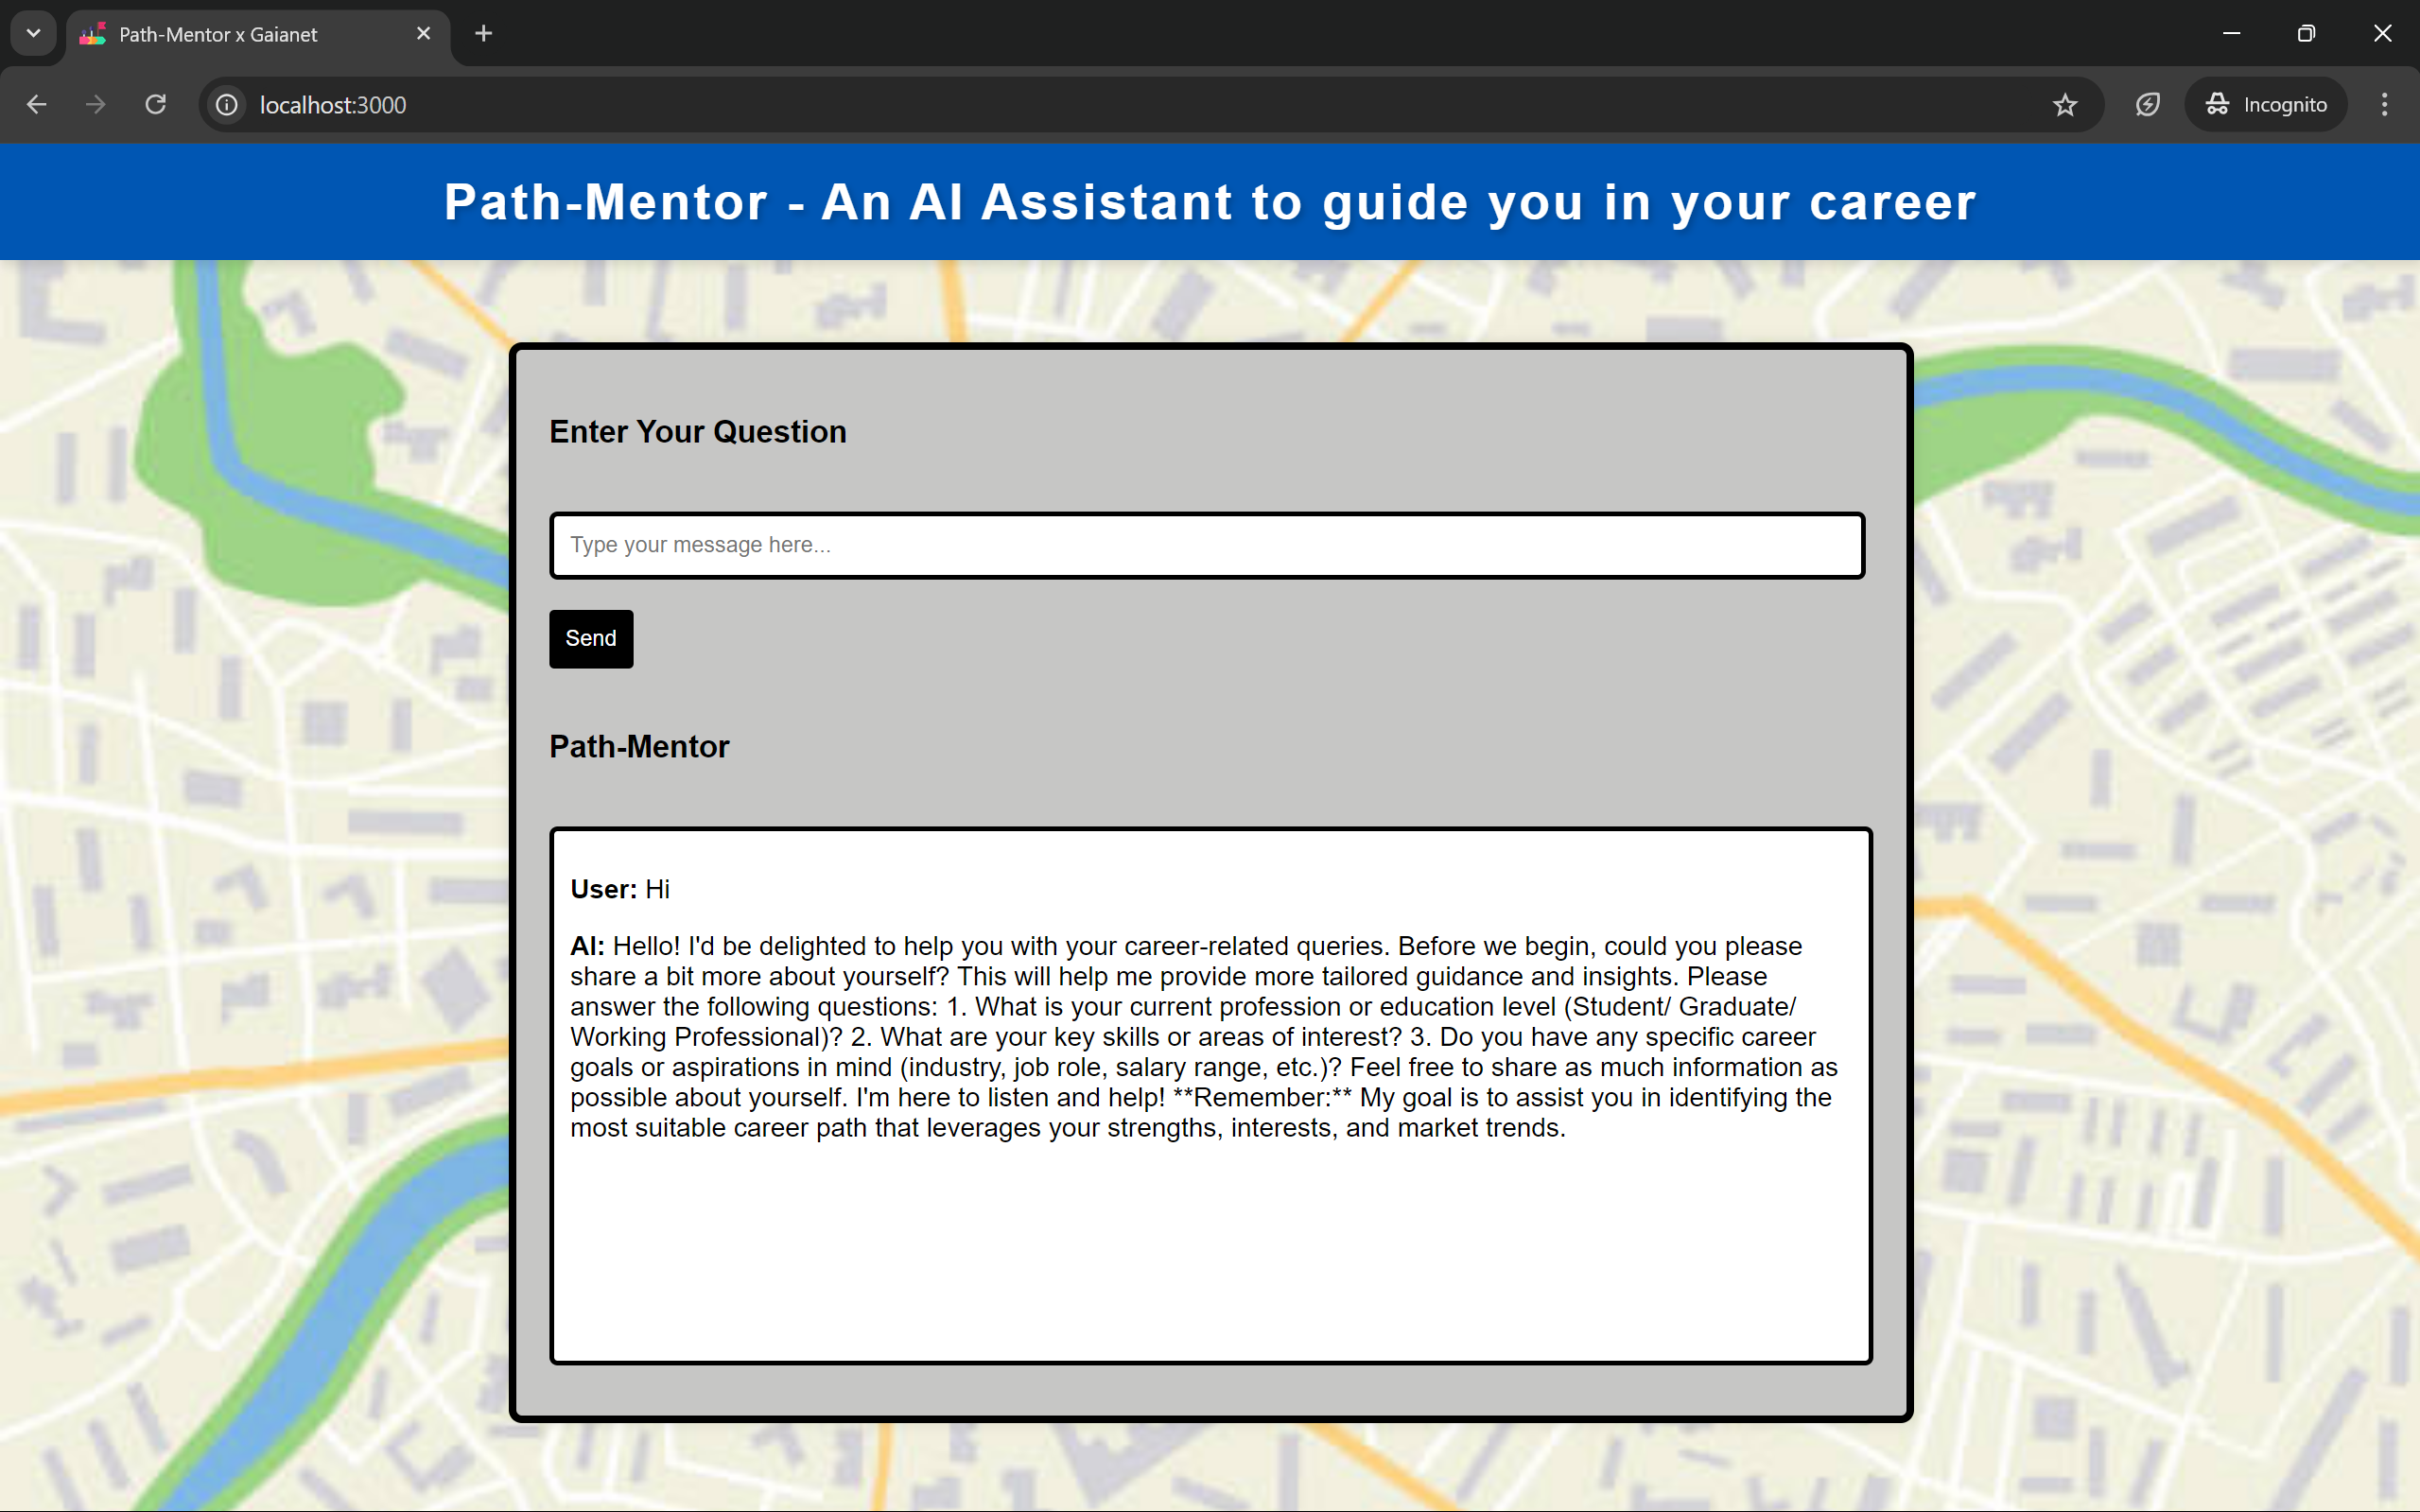 Path-Mentor x Gaianet
localhost:3000
Incognito
Path-Mentor - An AI Assistant to guide you in your career
Enter Your Question
Type your message here...
Send
Path-Mentor
User: Hi
AI: Hello! I'd be delighted to help you with your career-related queries. Before we begin, could you please
share a bit more about yourself? This will help me provide more tailored guidance and insights. Please
answer the following questions: 1. What is your current profession or education level (Student/ Graduate/
Working Professional)? 2. What are your key skills or areas of interest? 3. Do you have any specific career
goals or aspirations in mind (industry, job role, salary range, etc.)? Feel free to share as much information as
possible about yourself. I'm here to listen and help! **Remember:** My goal is to assist you in identifying the
most suitable career path that leverages your strengths, interests, and market trends.